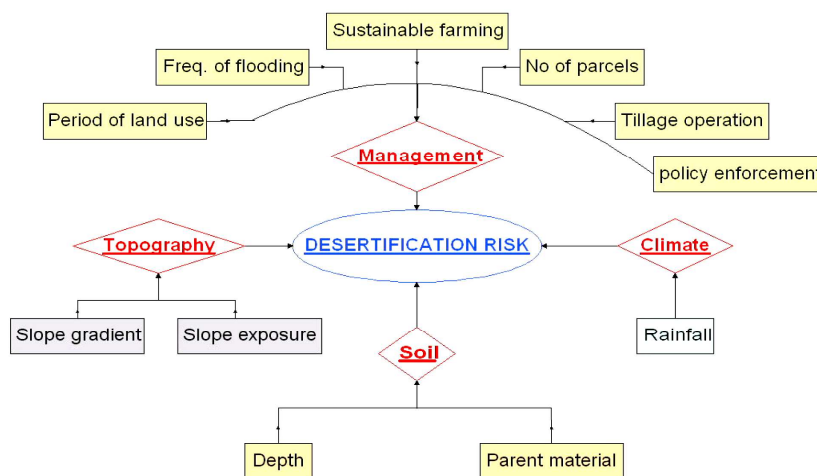 Sustainable farming
Freq. of flooding
No of parcels
Period of land use
Tillage operation
Management
policy enforcement
Topography
DESERTIFICATION RISK
Climate
Slope gradient
Slope exposure
Soil
Rainfall
Depth
Parent material